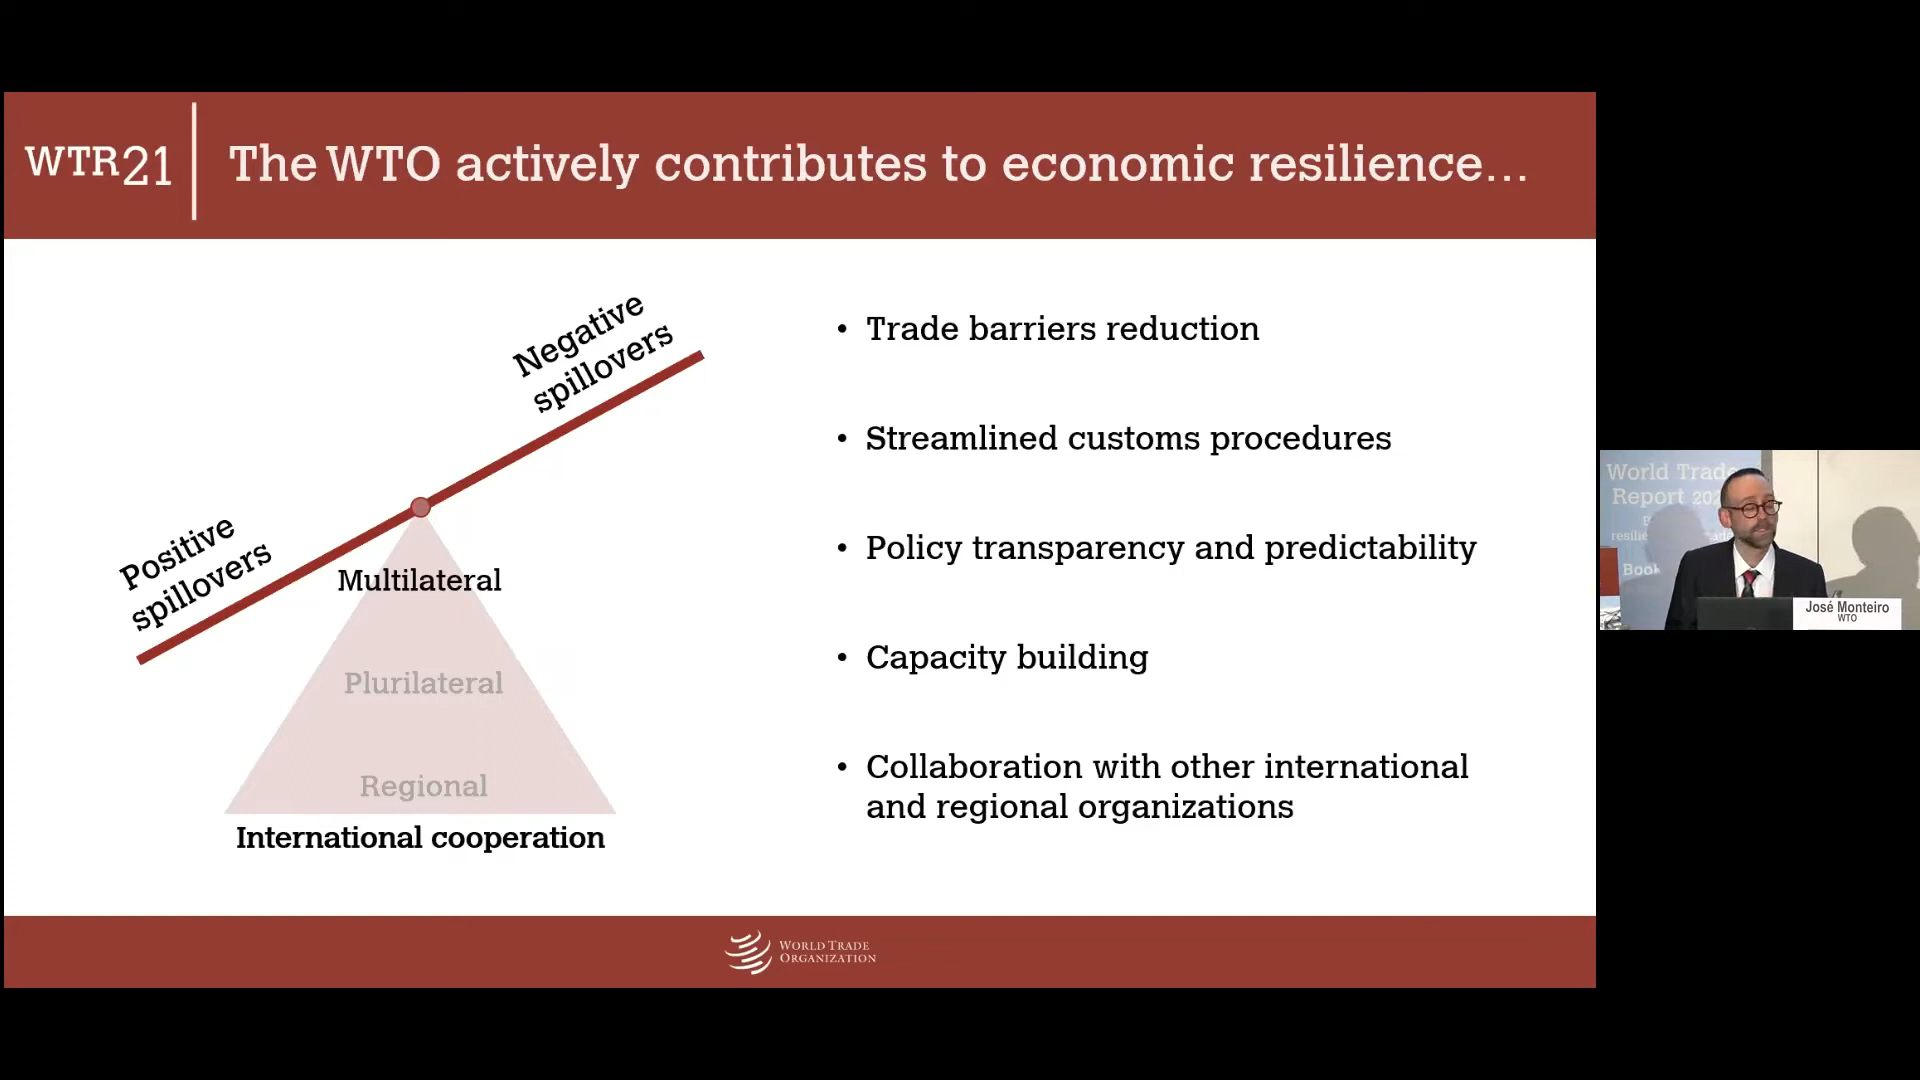 WTR21
The WTO actively contributes to economic resilience...
Negative
spillovers
Positive
spillovers
Multilateral
Plurilateral
Regional
International cooperation
• Trade barriers reduction
• Streamlined customs procedures
• Policy transparency and predictability
• Capacity building
• Collaboration with other international
and regional organizations
WORLD TRADE
ORGANIZATION
World Trade
Report
Book
José Monteiro
WTO